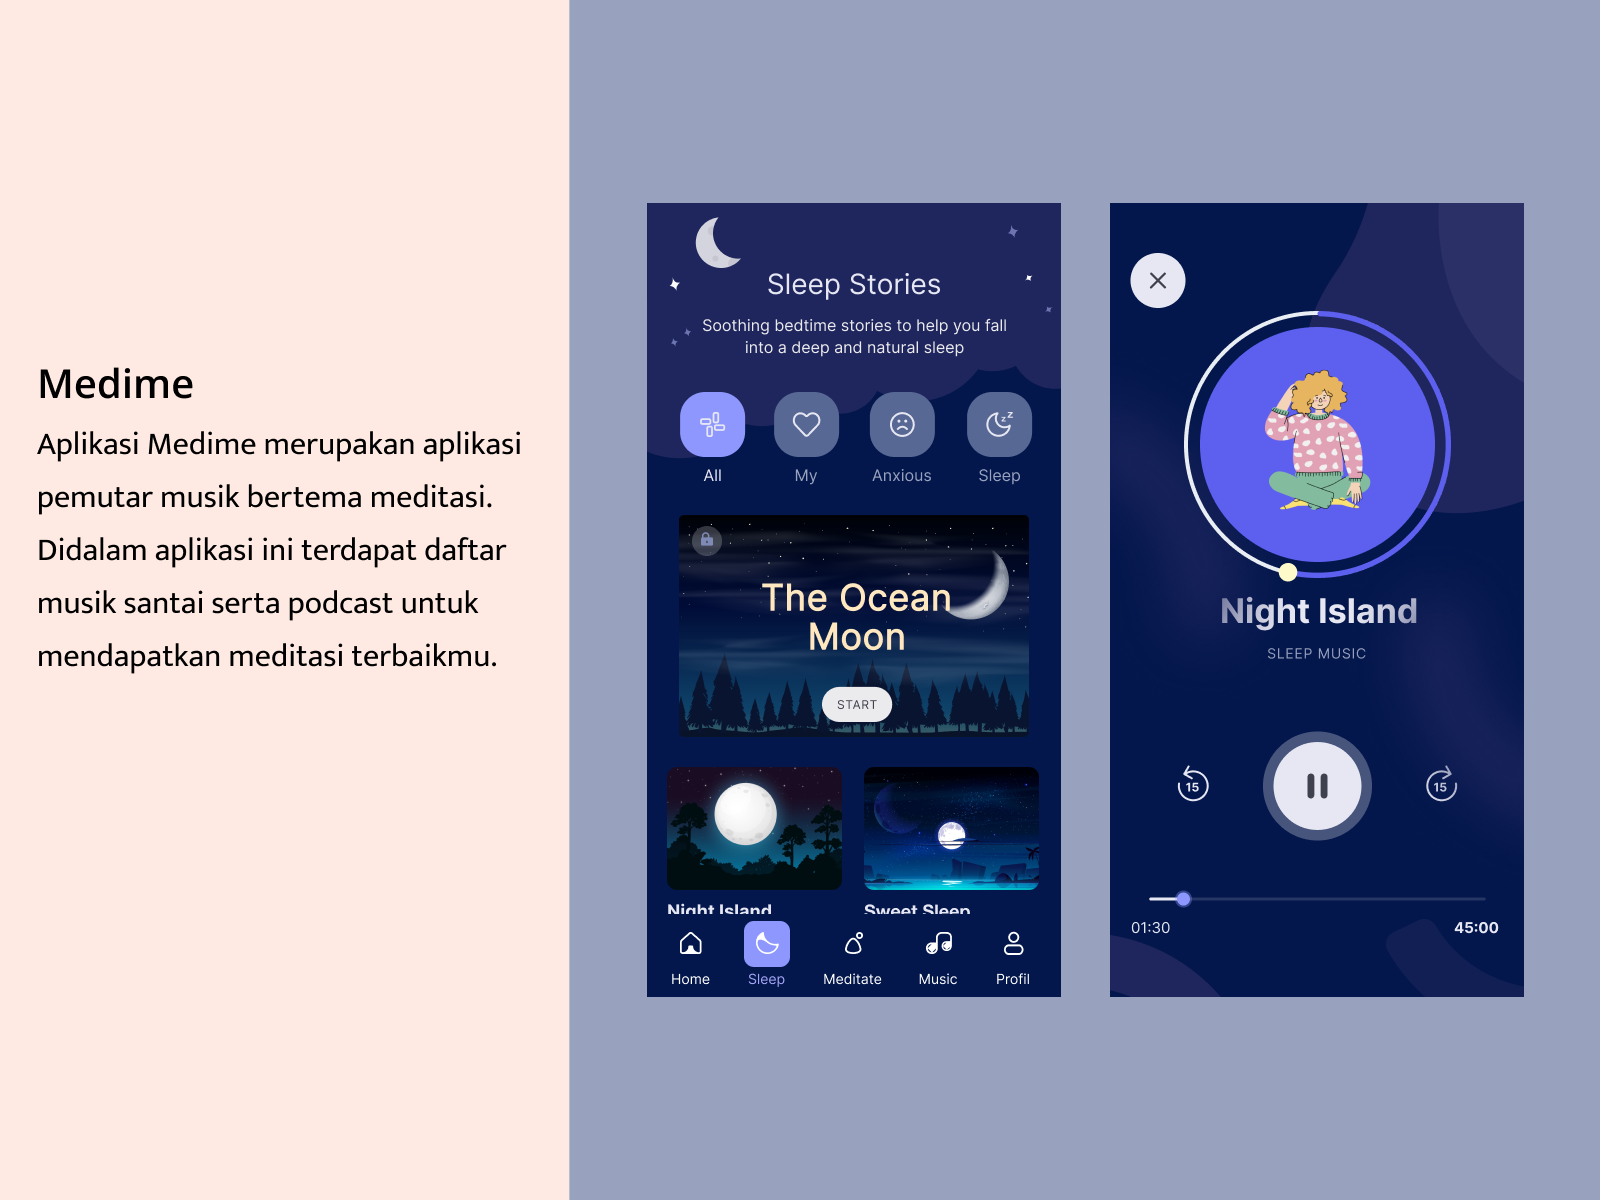 Medime
Aplikasi Medime merupakan aplikasi
pemutar musik bertema meditasi.
Didalam aplikasi ini terdapat daftar
musik santai serta podcast untuk
mendapatkan meditasi terbaikmu.
Sleep Stories
Soothing bedtime stories to help you fall
into a deep and natural sleep
All
My
Anxious
Sleep
The Ocean
Moon
START
Night Island
Sweet Sleep
Home
Sleep
Meditate
Music
Profil
Night Island
SLEEP MUSIC
15
15
01:30
45:00